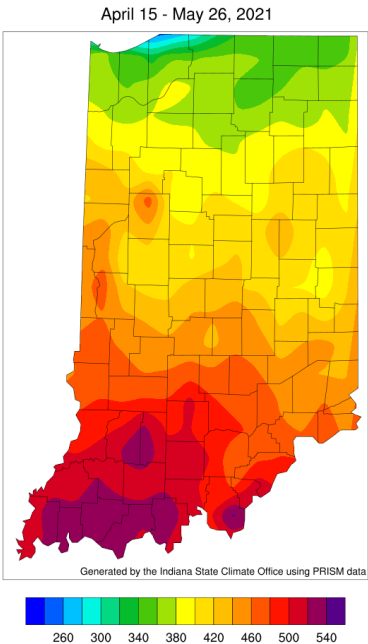 April 15 - May 26, 2021
Generated by the Indiana State Climate Office using PRISM data
260 300 340 380 420 460 500 540